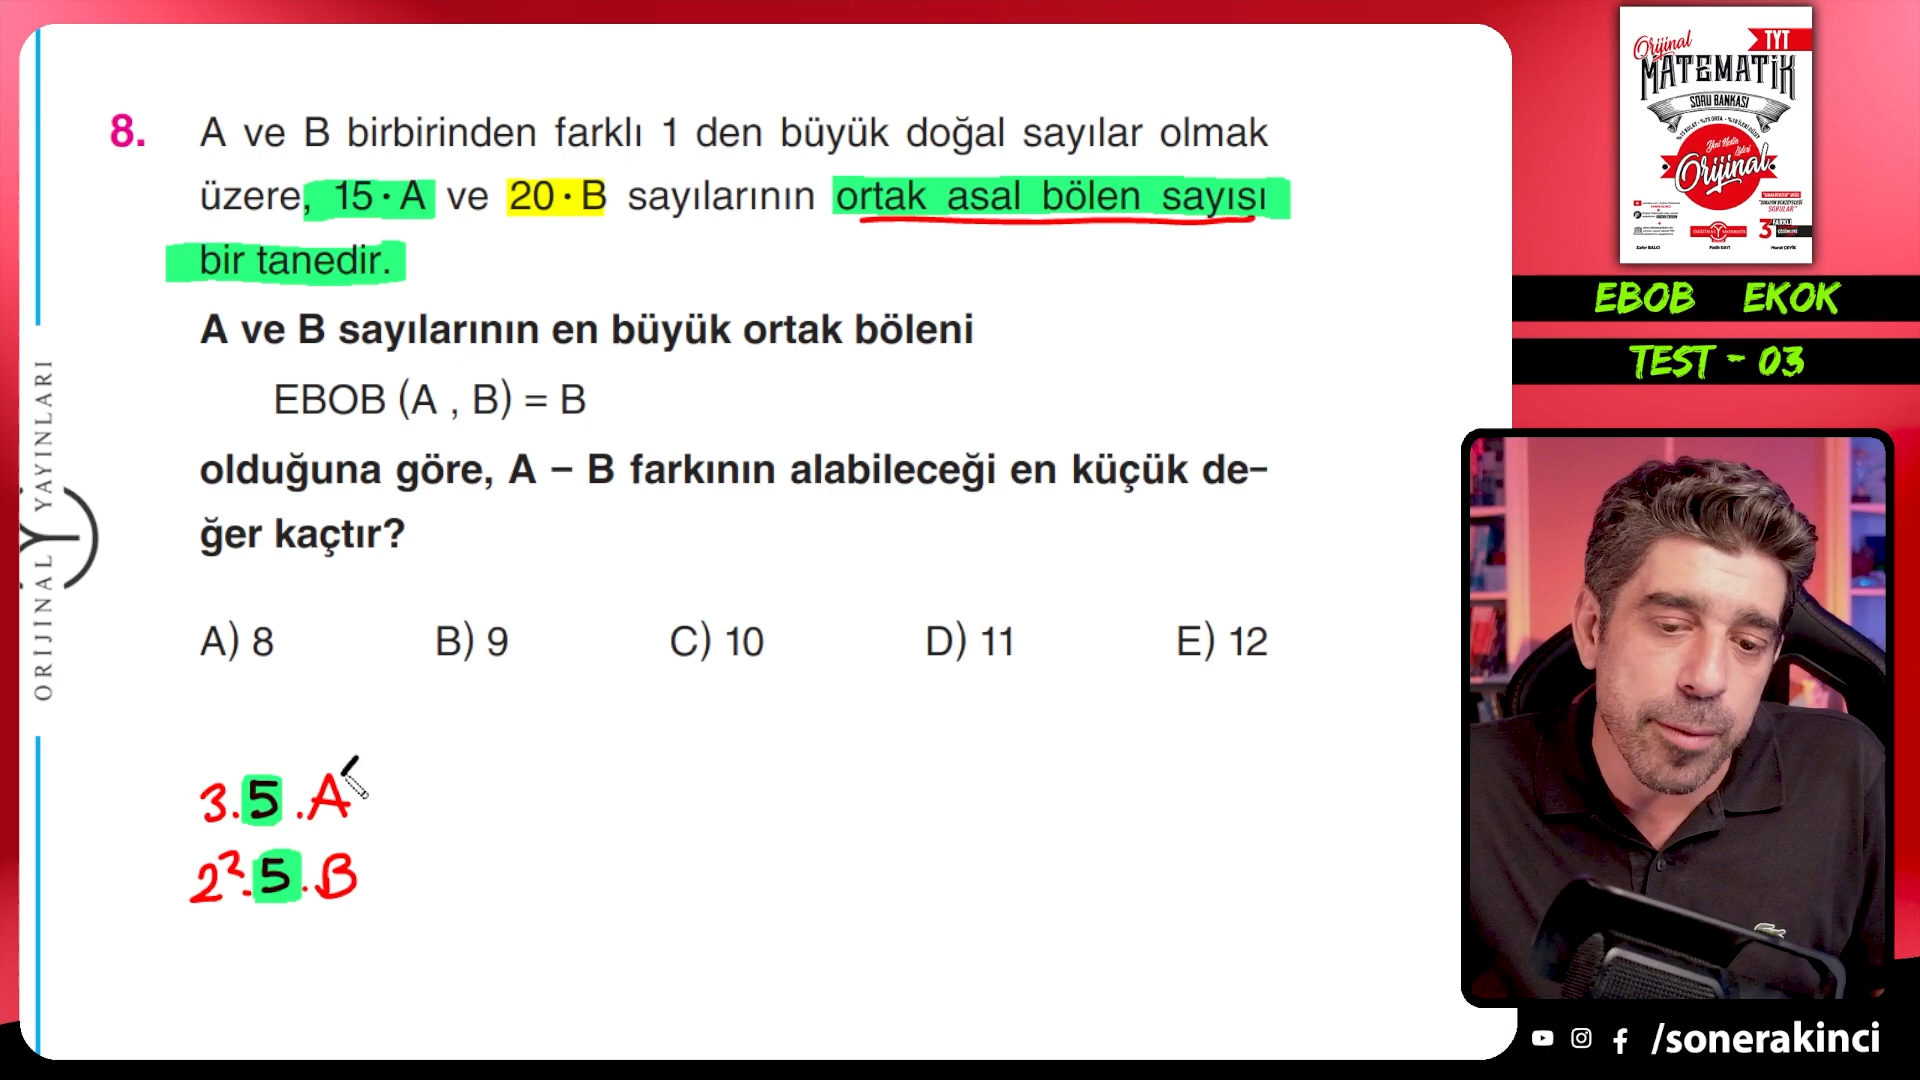 8. A ve B birbirinden farklı 1 den büyük doğal sayılar olmak
üzere, 15 · A ve 20 · B sayılarının ortak asal bölen sayısı
bir tanedir.
A ve B sayılarının en büyük ortak böleni
EBOB (A , B) = B
olduğuna göre, A – B farkının alabileceği en küçük de-
ğer kaçtır?
A) 8 B) 9 C) 10 D) 11 E) 12
3.5.A
2².5.B
ORİJİNAL YAYINLARI
Orijinal
TYT
MATEMATİK
SORU BANKASI
Orijinal
EBOB EKOK
TEST - 03
/sonerakinci